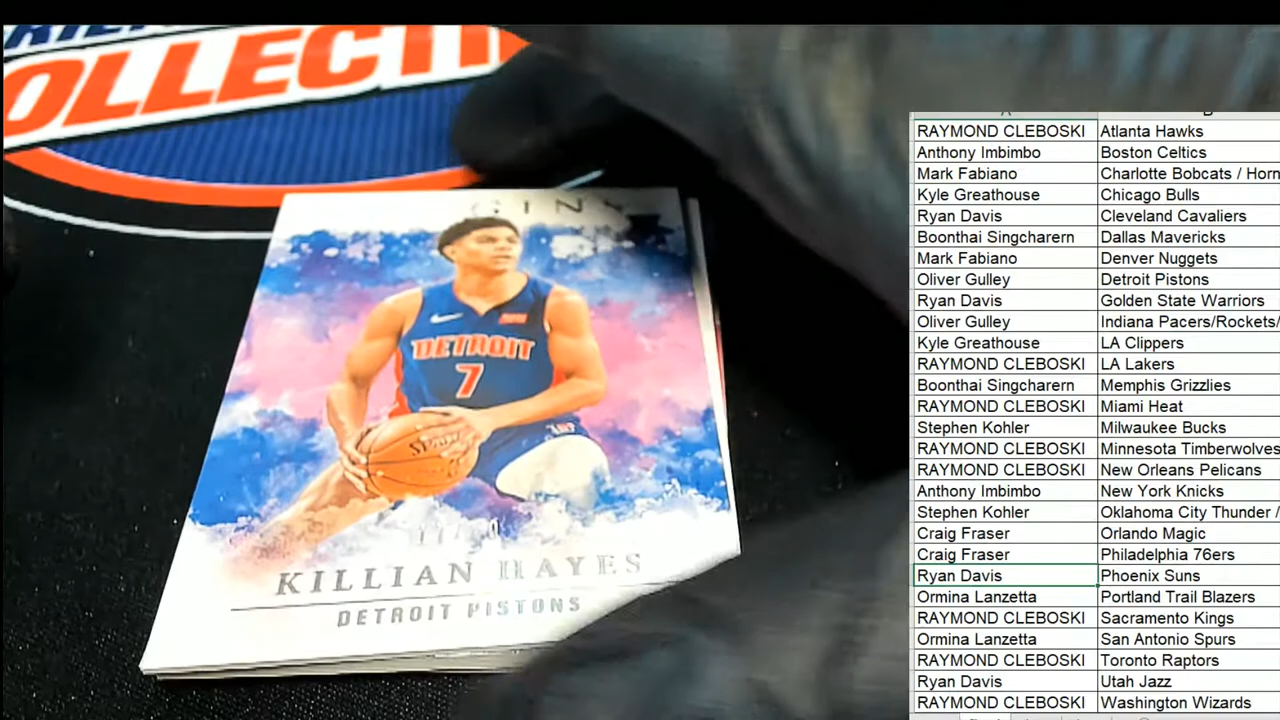 OLLECTI
DETROIT
7
KILLIAN HAYES
DETROIT PISTONS
RAYMOND CLEBOSKI Atlanta Hawks
Anthony Imbimbo Boston Celtics
Mark Fabiano Charlotte Bobcats / Horn
Kyle Greathouse Chicago Bulls
Ryan Davis Cleveland Cavaliers
Boonthai Singcharern Dallas Mavericks
Mark Fabiano Denver Nuggets
Oliver Gulley Detroit Pistons
Ryan Davis Golden State Warriors
Oliver Gulley Indiana Pacers/Rockets/
Kyle Greathouse LA Clippers
RAYMOND CLEBOSKI LA Lakers
Boonthai Singcharern Memphis Grizzlies
RAYMOND CLEBOSKI Miami Heat
Stephen Kohler Milwaukee Bucks
RAYMOND CLEBOSKI Minnesota Timberwolves
RAYMOND CLEBOSKI New Orleans Pelicans
Anthony Imbimbo New York Knicks
Stephen Kohler Oklahoma City Thunder /
Craig Fraser Orlando Magic
Craig Fraser Philadelphia 76ers
Ryan Davis Phoenix Suns
Ormina Lanzetta Portland Trail Blazers
RAYMOND CLEBOSKI Sacramento Kings
Ormina Lanzetta San Antonio Spurs
RAYMOND CLEBOSKI Toronto Raptors
Ryan Davis Utah Jazz
RAYMOND CLEBOSKI Washington Wizards